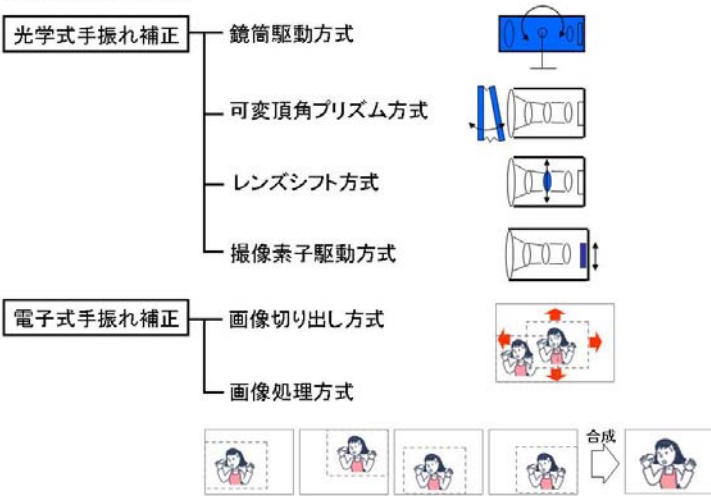 光学式手振れ補正
鏡筒駆動方式
可変頂角プリズム方式
レンズシフト方式
撮像素子駆動方式
電子式手振れ補正
画像切り出し方式
画像処理方式
合成